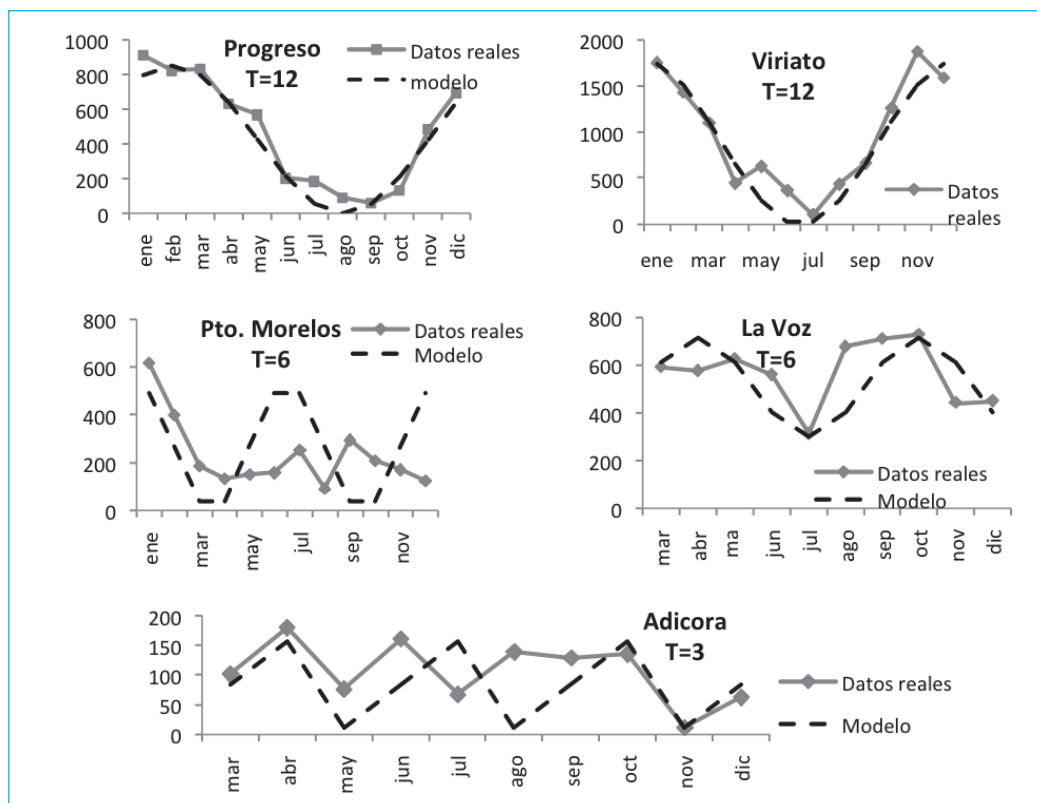 Progreso
T=12
Datos reales
modelo
1000
800
600
400
200
0
ene feb mar abr may jun jul ago sep oct nov dic
Viriato
T=12
2000
1500
1000
500
0
Datos
reales
ene mar may jul sep nov
Pto. Morelos
T=6
Datos reales
Modelo
800
600
400
200
0
ene mar may jul sep nov
La Voz
T=6
800
600
400
200
0
Datos reales
Modelo
mar abr ma jun jul ago sep oct nov dic
Adicora
T=3
200
150
100
50
0
Datos reales
Modelo
mar abr may jun jul ago sep oct nov dic